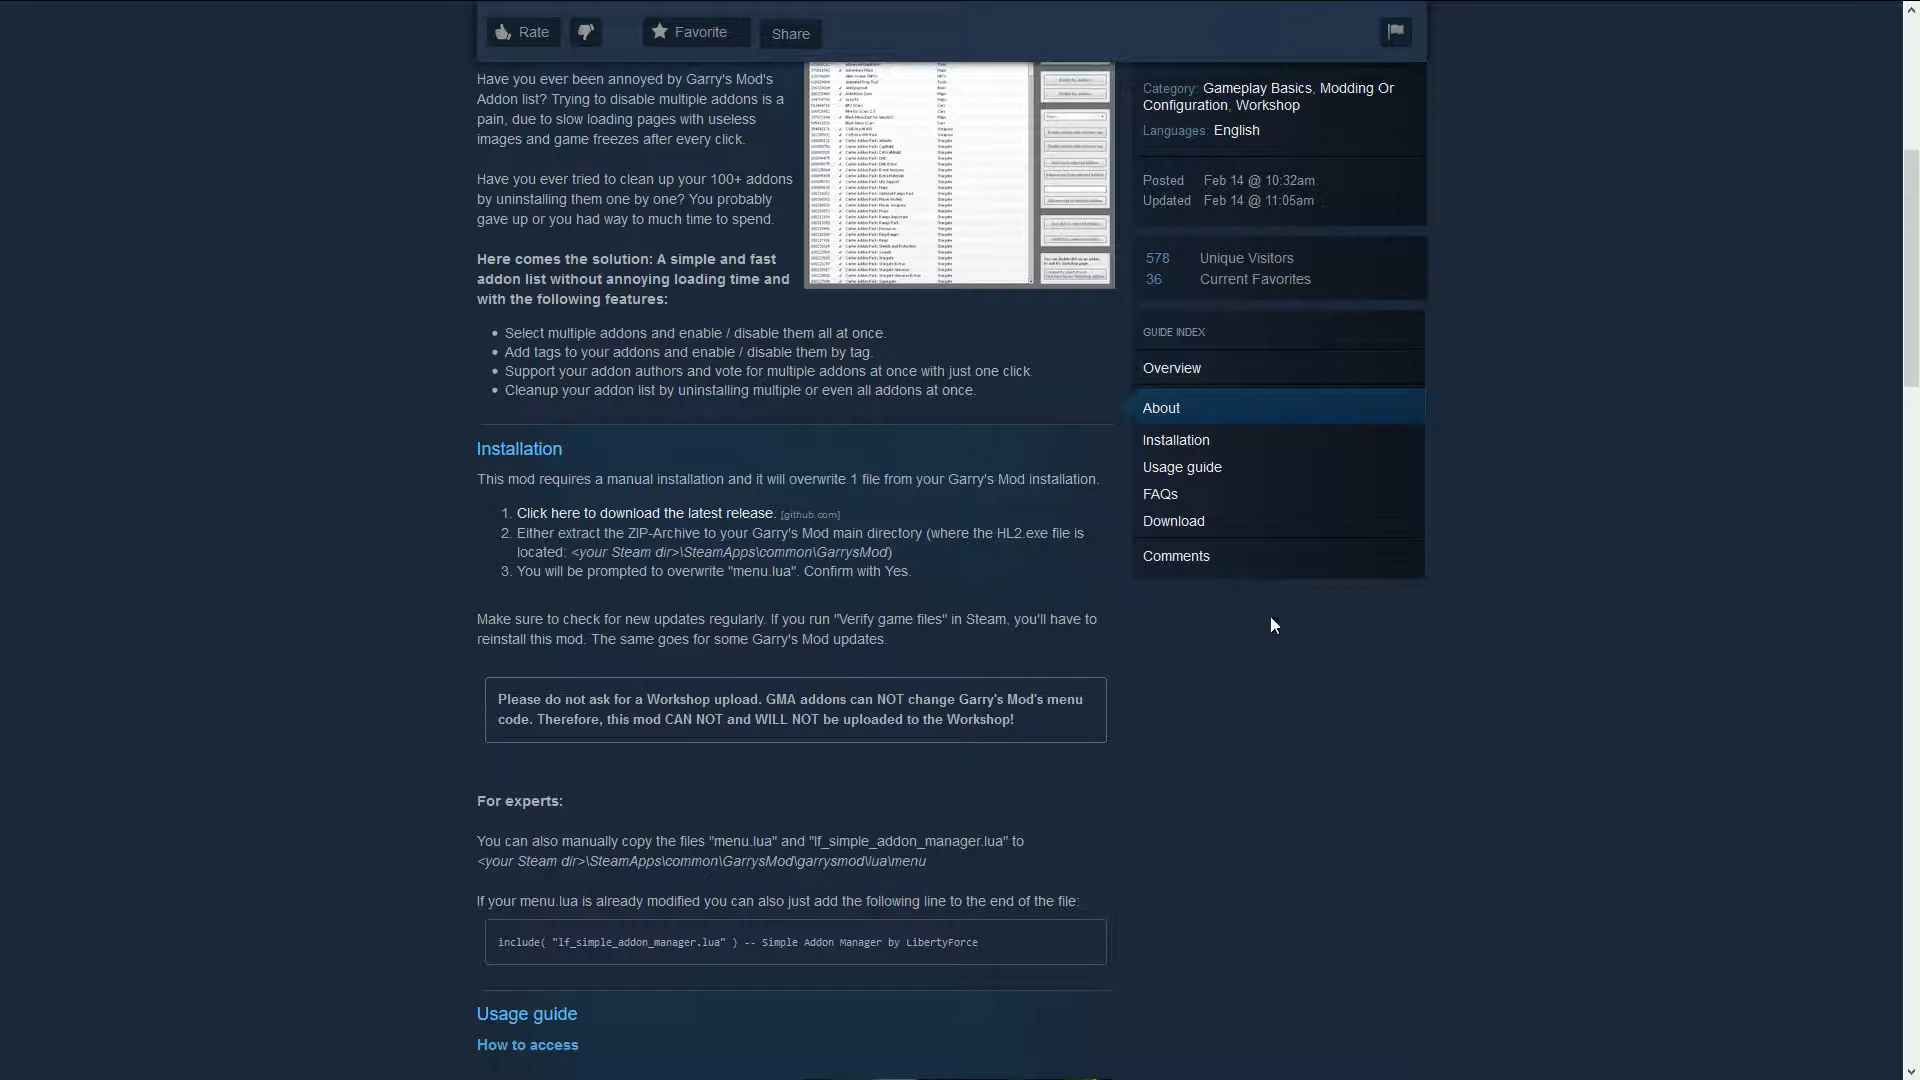 Rate
Favorite
Share
Have you ever been annoyed by Garry's Mod's
Addon list? Trying to disable multiple addons is a
pain, due to slow loading pages with useless
images and game freezes after every click.
Have you ever tried to clean up your 100+ addons
by uninstalling them one by one? You probably
gave up or you had way to much time to spend.
Here comes the solution: A simple and fast
addon list without annoying loading time and
with the following features:
Select multiple addons and enable / disable them all at once.
Add tags to your addons and enable / disable them by tag.
Support your addon authors and vote for multiple addons at once with just one click.
Cleanup your addon list by uninstalling multiple or even all addons at once.
Installation
This mod requires a manual installation and it will overwrite 1 file from your Garry's Mod installation.
1. Click here to download the latest release. [github.com]
2. Either extract the ZIP-Archive to your Garry's Mod main directory (where the HL2.exe file is
located: <your Steam dir>\SteamApps\common\GarrysMod)
3. You will be prompted to overwrite "menu.lua". Confirm with Yes.
Make sure to check for new updates regularly. If you run "Verify game files" in Steam, you'll have to
reinstall this mod. The same goes for some Garry's Mod updates.
Please do not ask for a Workshop upload. GMA addons can NOT change Garry's Mod's menu
code. Therefore, this mod CAN NOT and WILL NOT be uploaded to the Workshop!
For experts:
You can also manually copy the files "menu.lua" and "lf_simple_addon_manager.lua" to
<your Steam dir>\SteamApps\common\GarrysMod\garrysmod\lua\menu
If your menu.lua is already modified you can also just add the following line to the end of the file:
include( "lf_simple_addon_manager.lua" ) -- Simple Addon Manager by LibertyForce
Usage guide
How to access
Category: Gameplay Basics, Modding Or
Configuration, Workshop
Languages: English
Posted Feb 14 @ 10:32am
Updated Feb 14 @ 11:05am
578 Unique Visitors
36 Current Favorites
GUIDE INDEX
Overview
About
Installation
Usage guide
FAQs
Download
Comments